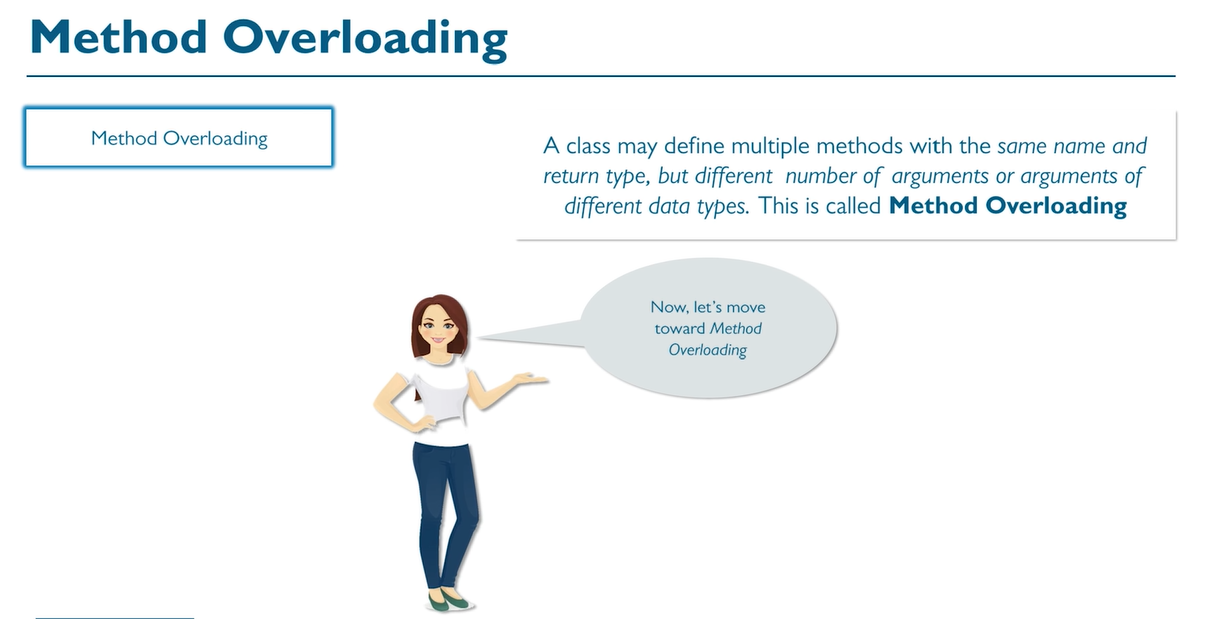 Method Overloading
Method Overloading
A class may define multiple methods with the same name and
return type, but different number of arguments or arguments of
different data types. This is called Method Overloading
Now, let's move
toward Method
Overloading